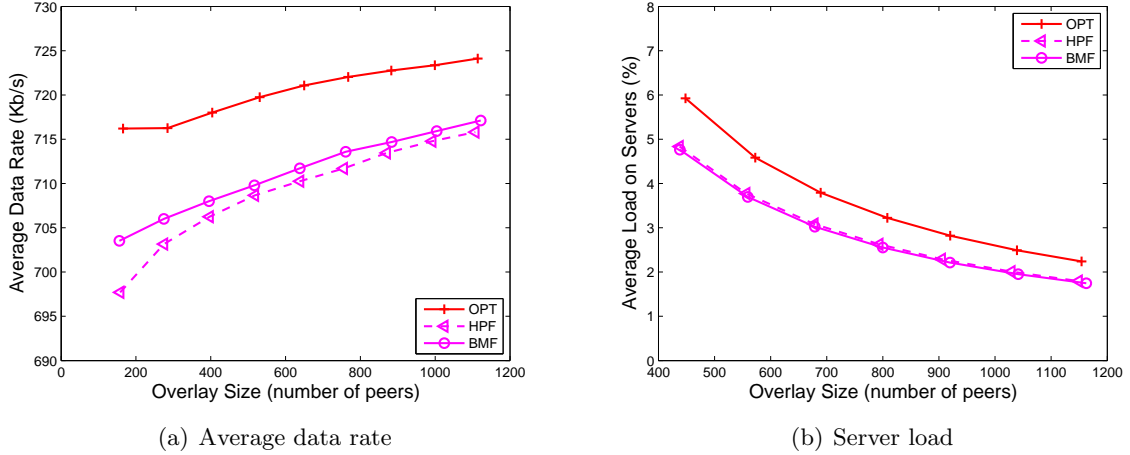 730
725
720
715
710
705
700
695
690
Average Data Rate (Kb/s)
OPT
HPF
BMF
0 200 400 600 800 1000 1200
Overlay Size (number of peers)
(a) Average data rate
8
7
6
5
4
3
2
1
0
Average Load on Servers (%)
OPT
HPF
BMF
400 500 600 700 800 900 1000 1100 1200
Overlay Size (number of peers)
(b) Server load